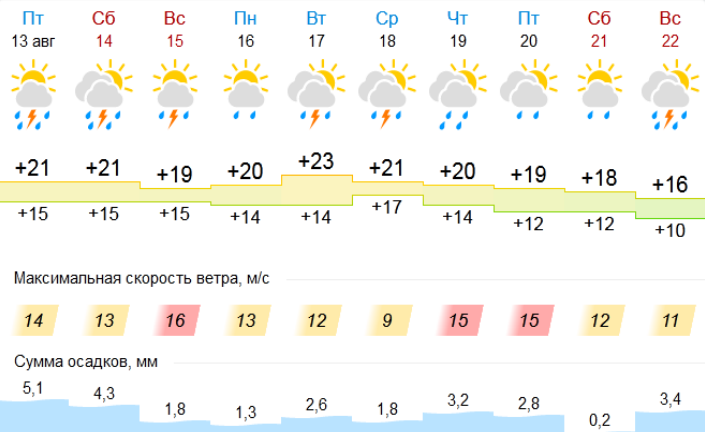 Пт Сб Вс Пн Вт Ср Чт Пт Сб Вс
13 авг 14 15 16 17 18 19 20 21 22
+21 +21 +19 +20 +23 +21 +20 +19 +18 +16
+15 +15 +15 +14 +14 +17 +14 +12 +12 +10
Максимальная скорость ветра, м/с
14 13 16 13 12 9 15 15 12 11
Сумма осадков, мм
5,1 4,3 1,8 1,3 2,6 1,8 3,2 2,8 0,2 3,4